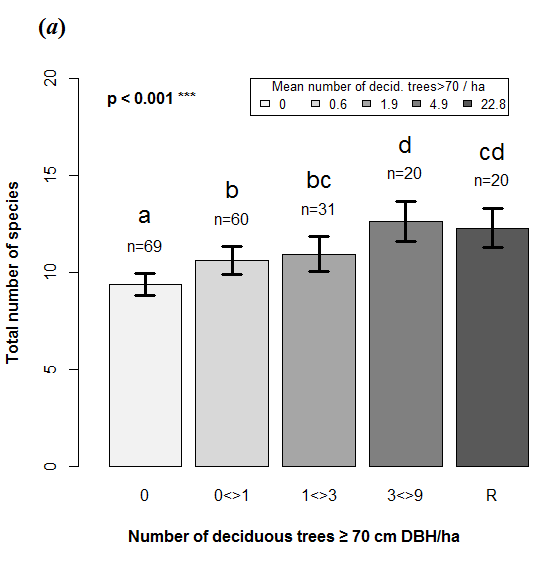 (a)
p < 0.001 ***
Mean number of decid. trees>70 / ha
0 0.6 1.9 4.9 22.8
20
15
10
5
0
Total number of species
a
n=69
b
n=60
bc
n=31
d
n=20
cd
n=20
0 0<>1 1<>3 3<>9 R
Number of deciduous trees ≥ 70 cm DBH/ha